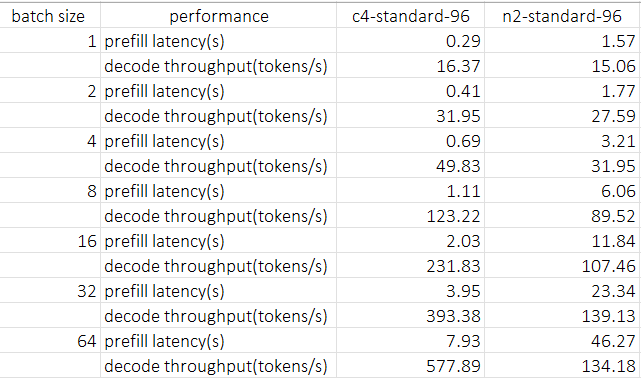 batch size performance c4-standard-96 n2-standard-96
1 prefill latency(s) 0.29 1.57
decode throughput(tokens/s) 16.37 15.06
2 prefill latency(s) 0.41 1.77
decode throughput(tokens/s) 31.95 27.59
4 prefill latency(s) 0.69 3.21
decode throughput(tokens/s) 49.83 31.95
8 prefill latency(s) 1.11 6.06
decode throughput(tokens/s) 123.22 89.52
16 prefill latency(s) 2.03 11.84
decode throughput(tokens/s) 231.83 107.46
32 prefill latency(s) 3.95 23.34
decode throughput(tokens/s) 393.38 139.13
64 prefill latency(s) 7.93 46.27
decode throughput(tokens/s) 577.89 134.18